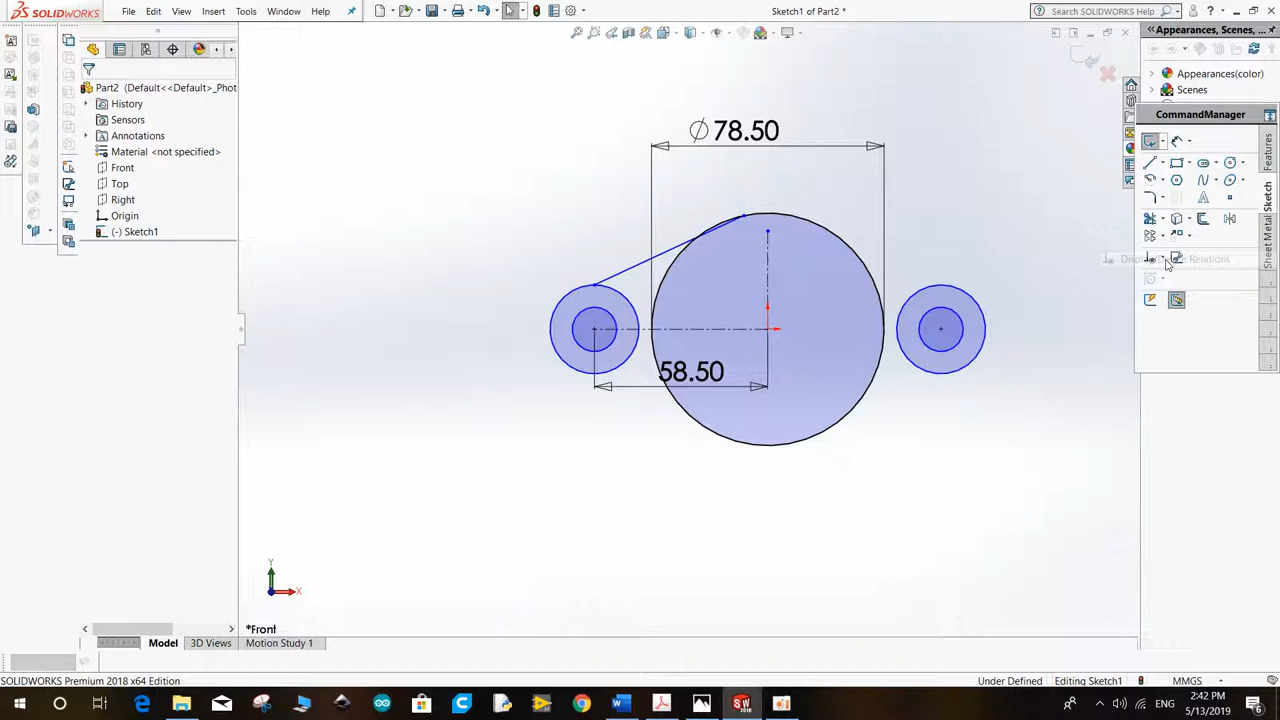 SOLIDWORKS
File
Edit
View
Insert
Tools
Window
Help
Sketch1 of Part2 *
Search SOLIDWORKS Help
Appearances, Scenes, ...
Part2 (Default<<Default>_Phot
History
Sensors
Annotations
Material <not specified>
Front
Top
Right
Origin
(-) Sketch1
Appearances(color)
Scenes
CommandManager
Features
Sketch
Sheet Metal
Display/Delete Relations
∅ 78.50
58.50
Y
X
*Front
Model
3D Views
Motion Study 1
SOLIDWORKS Premium 2018 x64 Edition
Under Defined
Editing Sketch1
MMGS
ENG
2:42 PM
5/13/2019